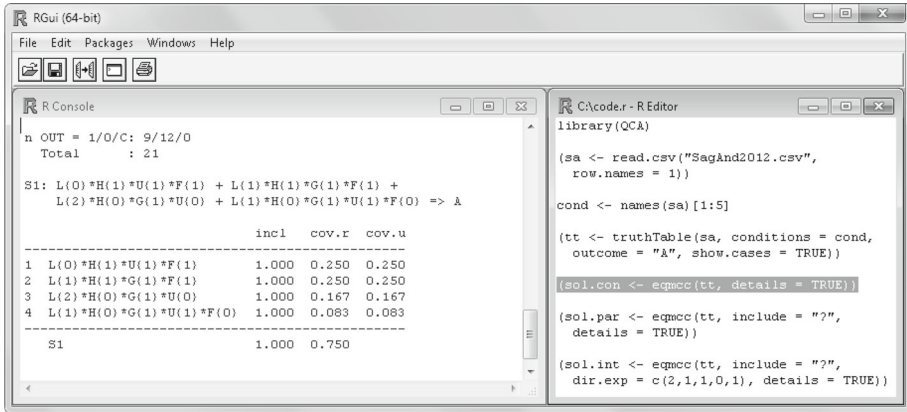 RGui (64-bit)
File Edit Packages Windows Help
R Console
n OUT = 1/0/C: 9/12/0
Total : 21
S1: L{0}*H{1}*U{1}*F{1} + L{1}*H{1}*G{1}*F{1} +
L{2}*H{0}*G{1}*U{0} + L{1}*H{0}*G{1}*U{1}*F{0} => A
incl cov.r cov.u
1 L{0}*H{1}*U{1}*F{1} 1.000 0.250 0.250
2 L{1}*H{1}*G{1}*F{1} 1.000 0.250 0.250
3 L{2}*H{0}*G{1}*U{0} 1.000 0.167 0.167
4 L{1}*H{0}*G{1}*U{1}*F{0} 1.000 0.083 0.083
S1 1.000 0.750
C:\code.r - R Editor
library(QCA)
(sa <- read.csv("SagAnd2012.csv",
row.names = 1))
cond <- names(sa)[1:5]
(tt <- truthTable(sa, conditions = cond,
outcome = "A", show.cases = TRUE))
(sol.con <- eqmcc(tt, details = TRUE))
(sol.par <- eqmcc(tt, include = "?",
details = TRUE))
(sol.int <- eqmcc(tt, include = "?",
dir.exp = c(2,1,1,0,1), details = TRUE))